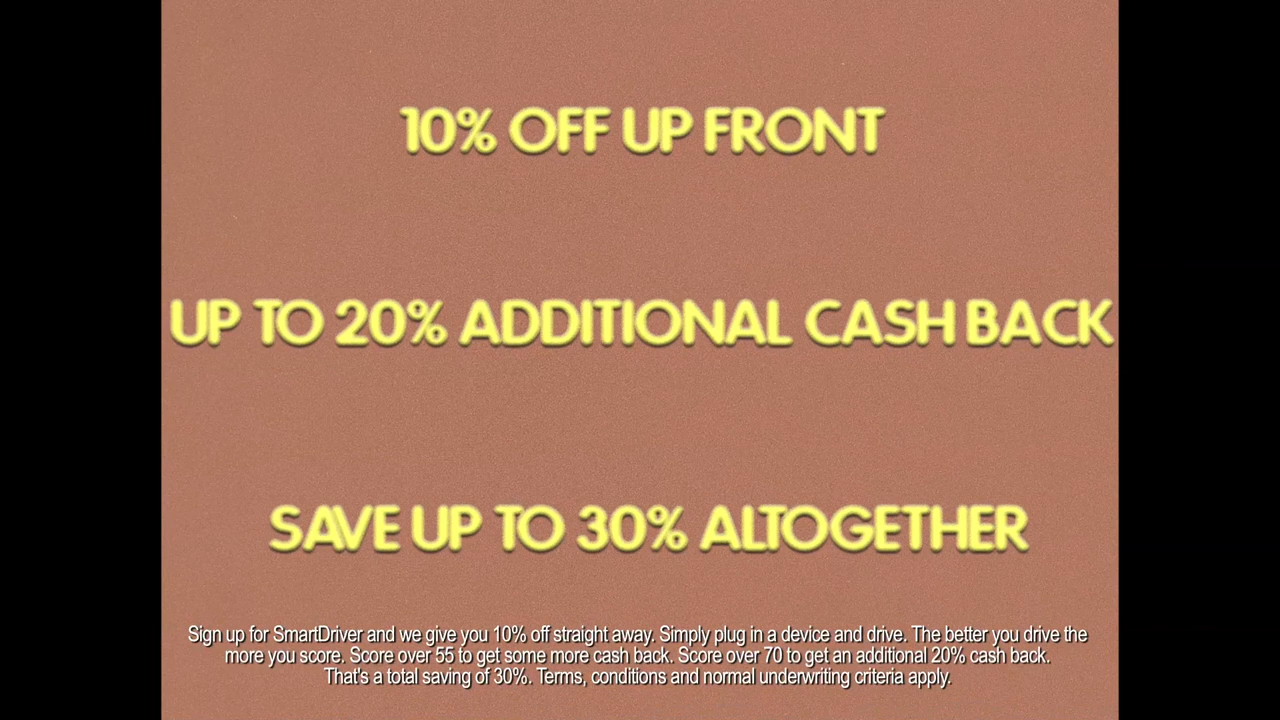 10% OFF UP FRONT
UP TO 20% ADDITIONAL CASH BACK
SAVE UP TO 30% ALTOGETHER
Sign up for SmartDriver and we give you 10% off straight away. Simply plug in a device and drive. The better you drive the
more you score. Score over 55 to get some more cash back. Score over 70 to get an additional 20% cash back.
That's a total saving of 30%. Terms, conditions and normal underwriting criteria apply.